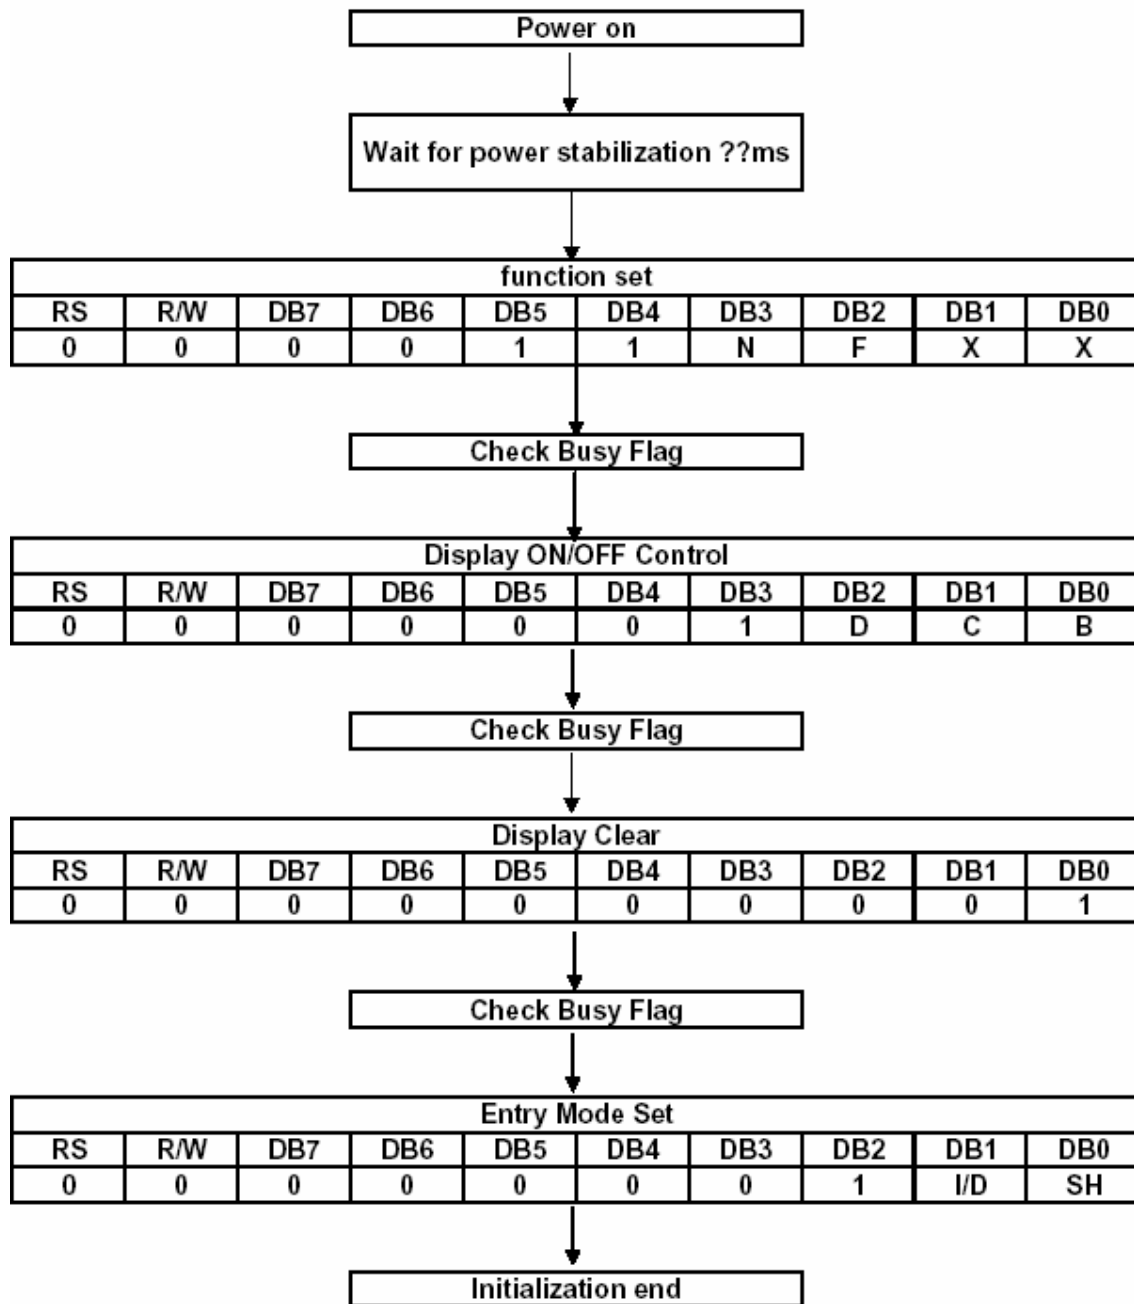 Power on
Wait for power stabilization ??ms
function set
RS R/W DB7 DB6 DB5 DB4 DB3 DB2 DB1 DB0
0 0 0 0 1 1 N F X X
Check Busy Flag
Display ON/OFF Control
RS R/W DB7 DB6 DB5 DB4 DB3 DB2 DB1 DB0
0 0 0 0 0 0 1 D C B
Check Busy Flag
Display Clear
RS R/W DB7 DB6 DB5 DB4 DB3 DB2 DB1 DB0
0 0 0 0 0 0 0 0 0 1
Check Busy Flag
Entry Mode Set
RS R/W DB7 DB6 DB5 DB4 DB3 DB2 DB1 DB0
0 0 0 0 0 0 0 1 I/D SH
Initialization end